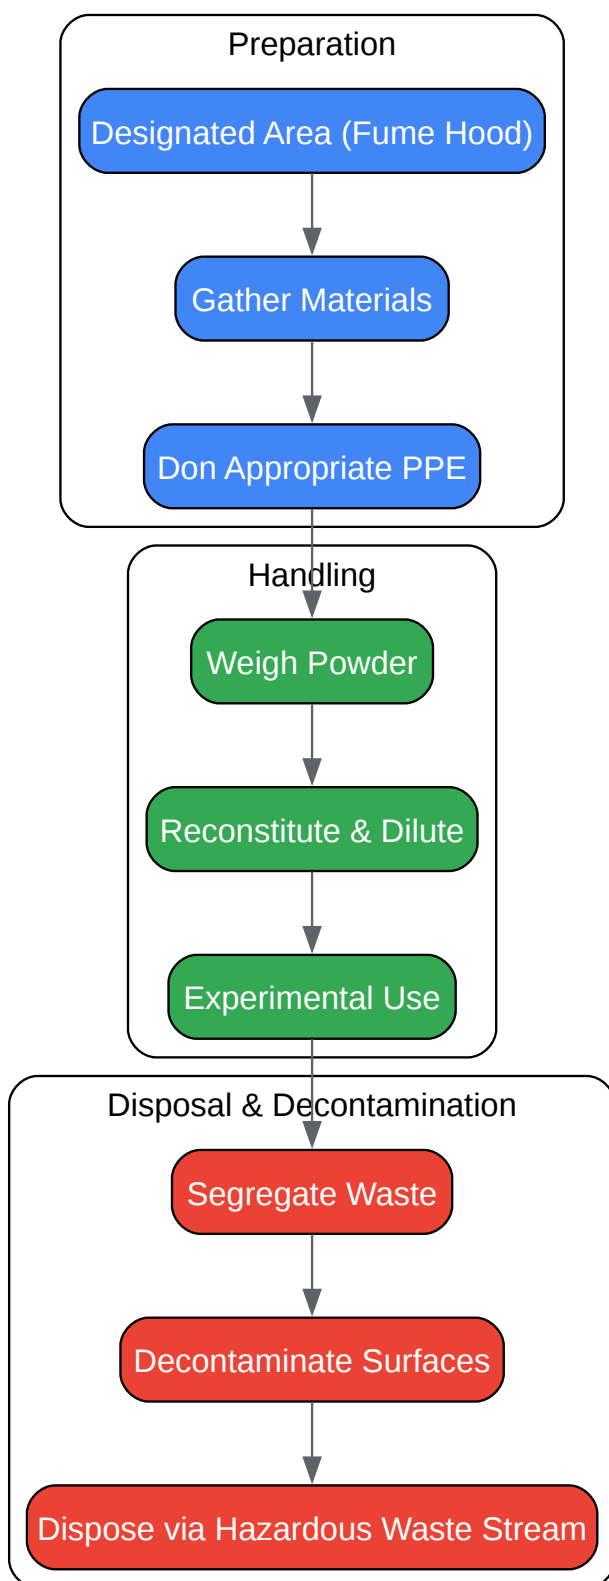 Preparation
Designated Area (Fume Hood)
Gather Materials
Don Appropriate PPE
Handling
Weigh Powder
Reconstitute & Dilute
Experimental Use
Disposal & Decontamination
Segregate Waste
Decontaminate Surfaces
Dispose via Hazardous Waste Stream